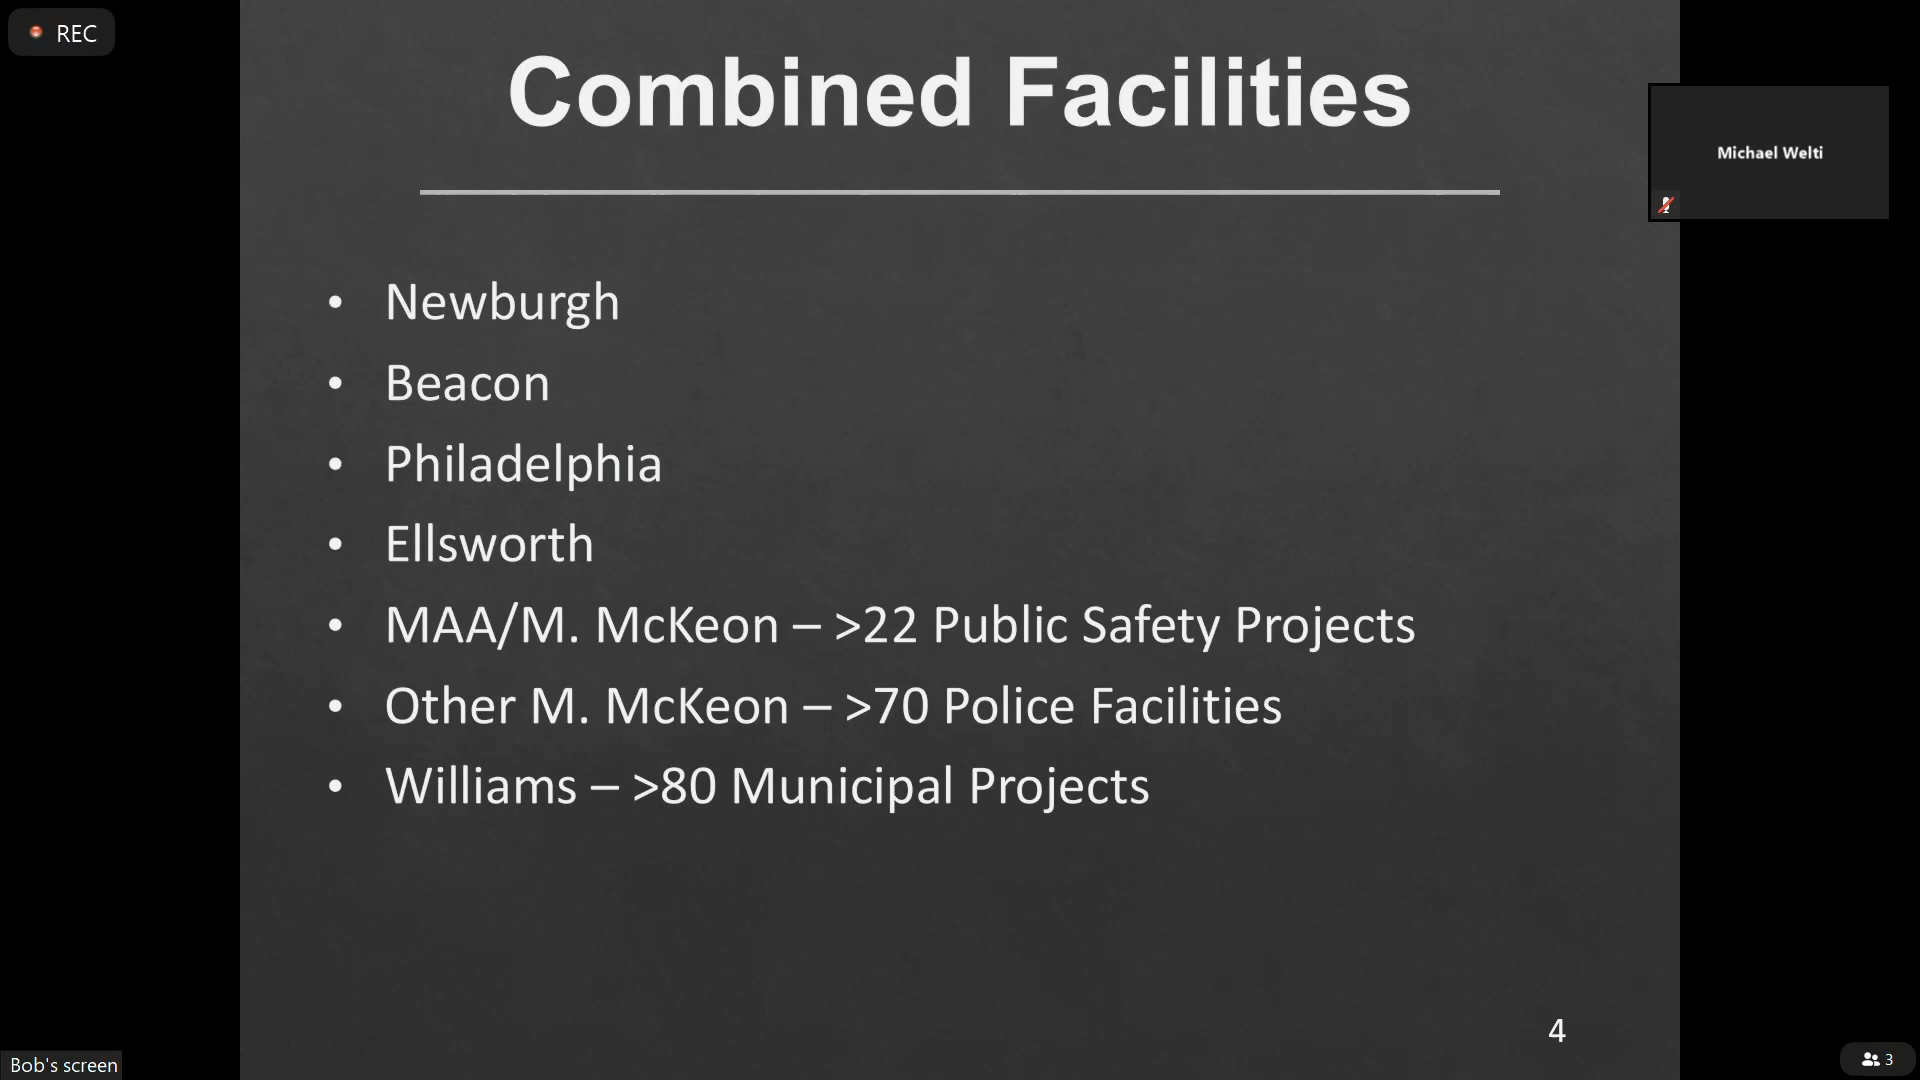 REC
Combined Facilities
Michael Welti
• Newburgh
• Beacon
• Philadelphia
• Ellsworth
• MAA/M. McKeon – >22 Public Safety Projects
• Other M. McKeon – >70 Police Facilities
• Williams – >80 Municipal Projects
4
Bob's screen
3